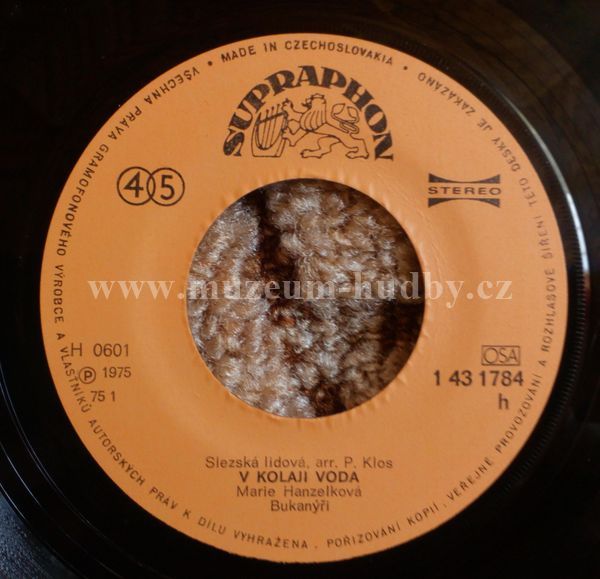 VŠECHNA PRÁVA GRAMOFONOVÉHO VÝROBCE A VLASTNÍKŮ AUTORSKÝCH PRÁV K DÍLU VYHRAŽENA. POŘIZOVÁNÍ KOPIÍ, VEŘEJNÉ PROVOZOVÁNÍ A ROZHLASOVÉ ŠÍŘENÍ TÉTO DESKY JE ZAKÁZÁNO • MADE IN CZECHOSLOVAKIA •
SUPRAPHON
45
STEREO
www.muzeum-hudby.cz
H 0601
OSA
Ⓟ 1975
1 43 1784
75 1
h
Slezská lidová, arr. P. Klos
V KOLAJI VODA
Marie Hanzelková
Bukanýři